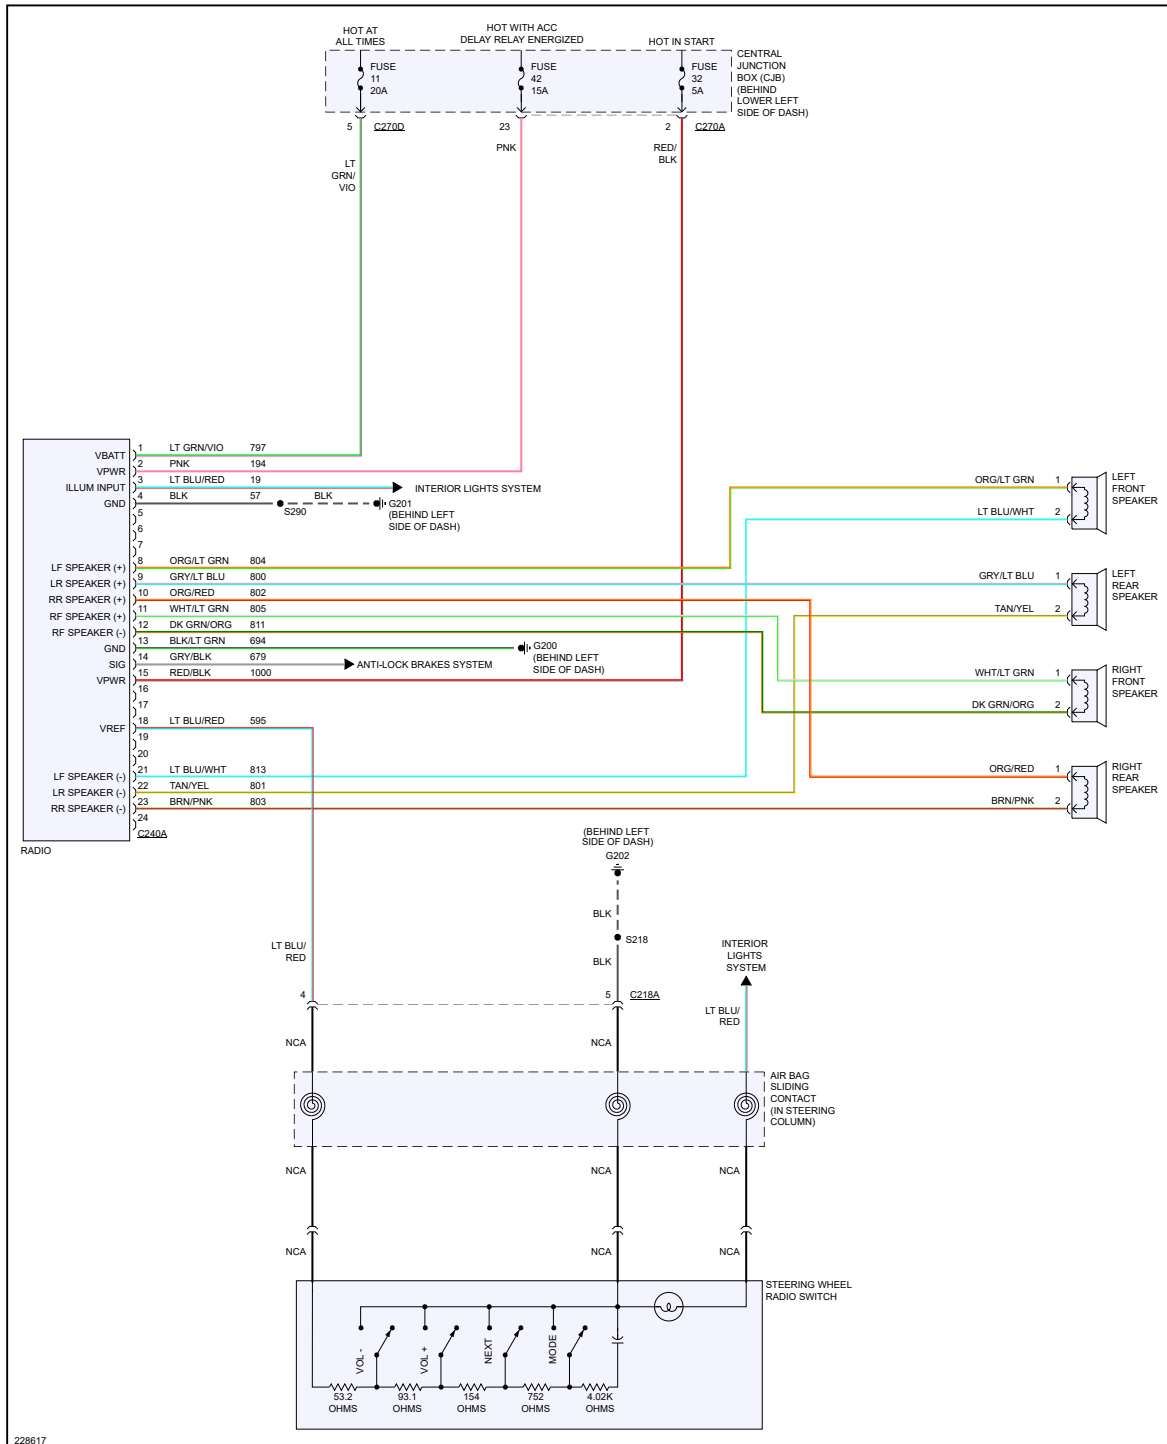 HOT AT
ALL TIMES
HOT WITH ACC
DELAY RELAY ENERGIZED
HOT IN START
FUSE
11
20A
FUSE
42
15A
FUSE
32
5A
CENTRAL
JUNCTION
BOX (CJB)
(BEHIND
LOWER LEFT
SIDE OF DASH)
5
C270D
23
2
C270A
LT
GRN/
VIO
PNK
RED/
BLK
VBATT 1 LT GRN/VIO 797
VPWR 2 PNK 194
ILLUM INPUT 3 LT BLU/RED 19 INTERIOR LIGHTS SYSTEM
GND 4 BLK 57 S290 BLK G201
(BEHIND LEFT
SIDE OF DASH)
5
6
7
LF SPEAKER (+) 8 ORG/LT GRN 804
LR SPEAKER (+) 9 GRY/LT BLU 800
RR SPEAKER (+) 10 ORG/RED 802
RF SPEAKER (+) 11 WHT/LT GRN 805
RF SPEAKER (-) 12 DK GRN/ORG 811
GND 13 BLK/LT GRN 694 G200
(BEHIND LEFT
SIDE OF DASH)
SIG 14 GRY/BLK 679 ANTI-LOCK BRAKES SYSTEM
VPWR 15 RED/BLK 1000
16
17
VREF 18 LT BLU/RED 595
19
20
LF SPEAKER (-) 21 LT BLU/WHT 813
LR SPEAKER (-) 22 TAN/YEL 801
RR SPEAKER (-) 23 BRN/PNK 803
24
C240A
RADIO
ORG/LT GRN 1
LT BLU/WHT 2
LEFT
FRONT
SPEAKER
GRY/LT BLU 1
TAN/YEL 2
LEFT
REAR
SPEAKER
WHT/LT GRN 1
DK GRN/ORG 2
RIGHT
FRONT
SPEAKER
ORG/RED 1
BRN/PNK 2
RIGHT
REAR
SPEAKER
(BEHIND LEFT
SIDE OF DASH)
G202
BLK
S218
BLK
LT BLU/
RED
INTERIOR
LIGHTS
SYSTEM
LT BLU/
RED
4
5
C218A
NCA
NCA
AIR BAG
SLIDING
CONTACT
(IN STEERING
COLUMN)
NCA
NCA
NCA
NCA
NCA
NCA
STEERING WHEEL
RADIO SWITCH
VOL -
VOL +
NEXT
MODE
53.2
OHMS
93.1
OHMS
154
OHMS
752
OHMS
4.02K
OHMS
228617